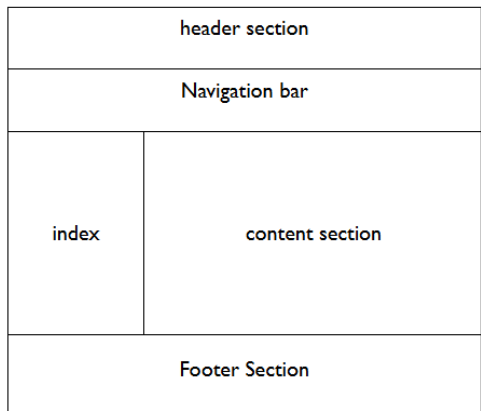 header section
Navigation bar
index
content section
Footer Section